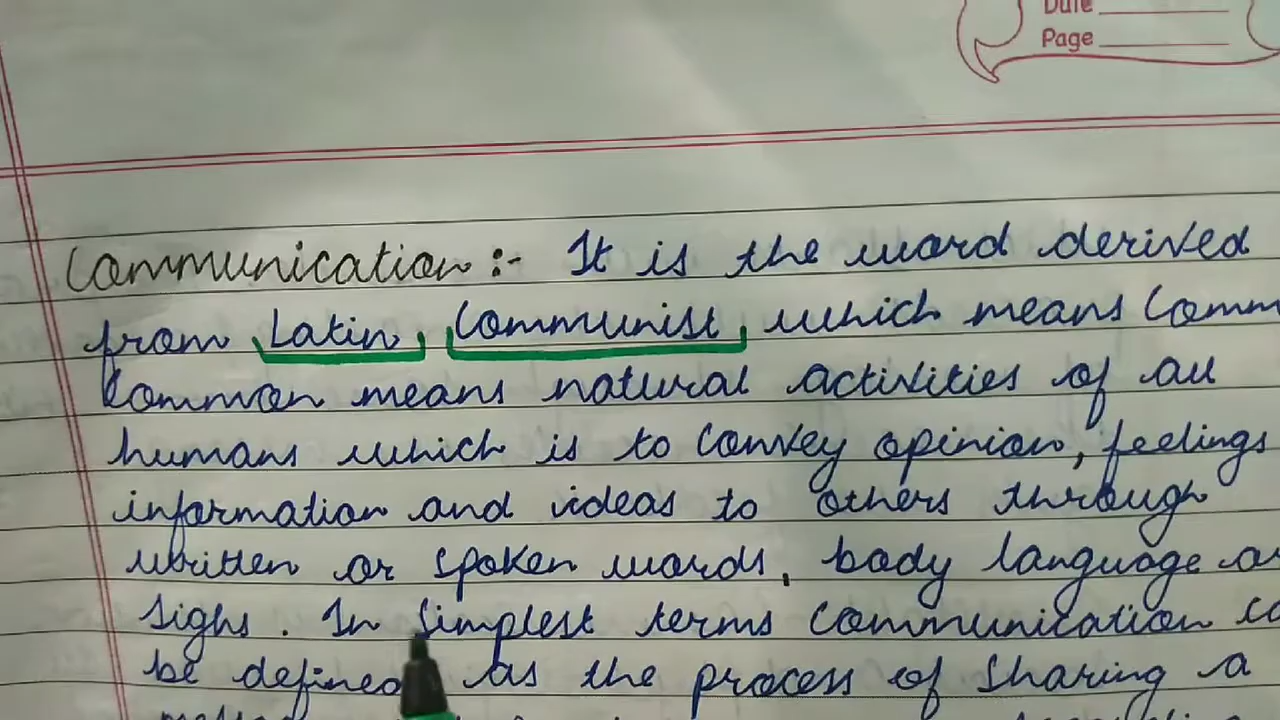 Date
Page
Communication :- It is the word derived
from Latin, Communist, which means Comm
Common means natural activities of all
humans which is to convey opinion, feelings
information and ideas to others through
written or spoken words, body language or
sighs. In simplest terms Communication ca
be defined as the process of sharing a